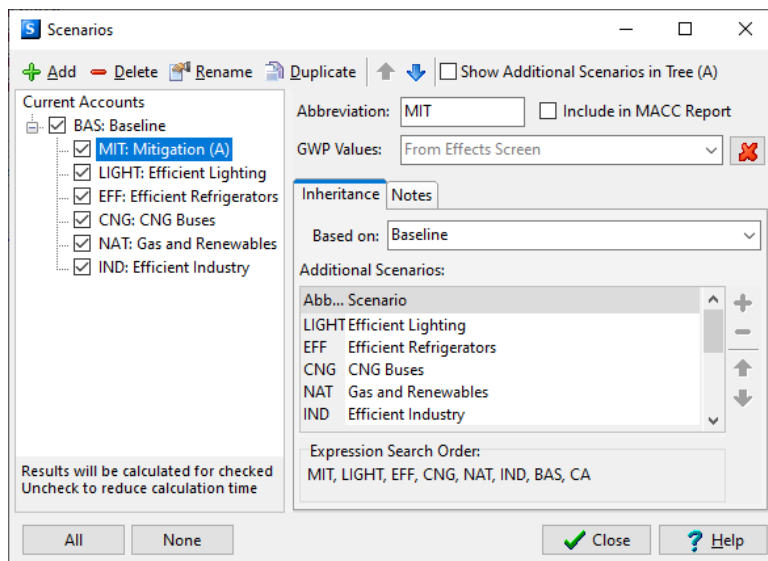 Scenarios
Add Delete Rename Duplicate Show Additional Scenarios in Tree (A)
Current Accounts
BAS: Baseline
MIT: Mitigation (A)
LIGHT: Efficient Lighting
EFF: Efficient Refrigerators
CNG: CNG Buses
NAT: Gas and Renewables
IND: Efficient Industry
Results will be calculated for checked
Uncheck to reduce calculation time
Abbreviation: MIT Include in MACC Report
GWP Values: From Effects Screen
Inheritance Notes
Based on: Baseline
Additional Scenarios:
Abb... Scenario
LIGHT Efficient Lighting
EFF Efficient Refrigerators
CNG CNG Buses
NAT Gas and Renewables
IND Efficient Industry
Expression Search Order:
MIT, LIGHT, EFF, CNG, NAT, IND, BAS, CA
All None Close Help